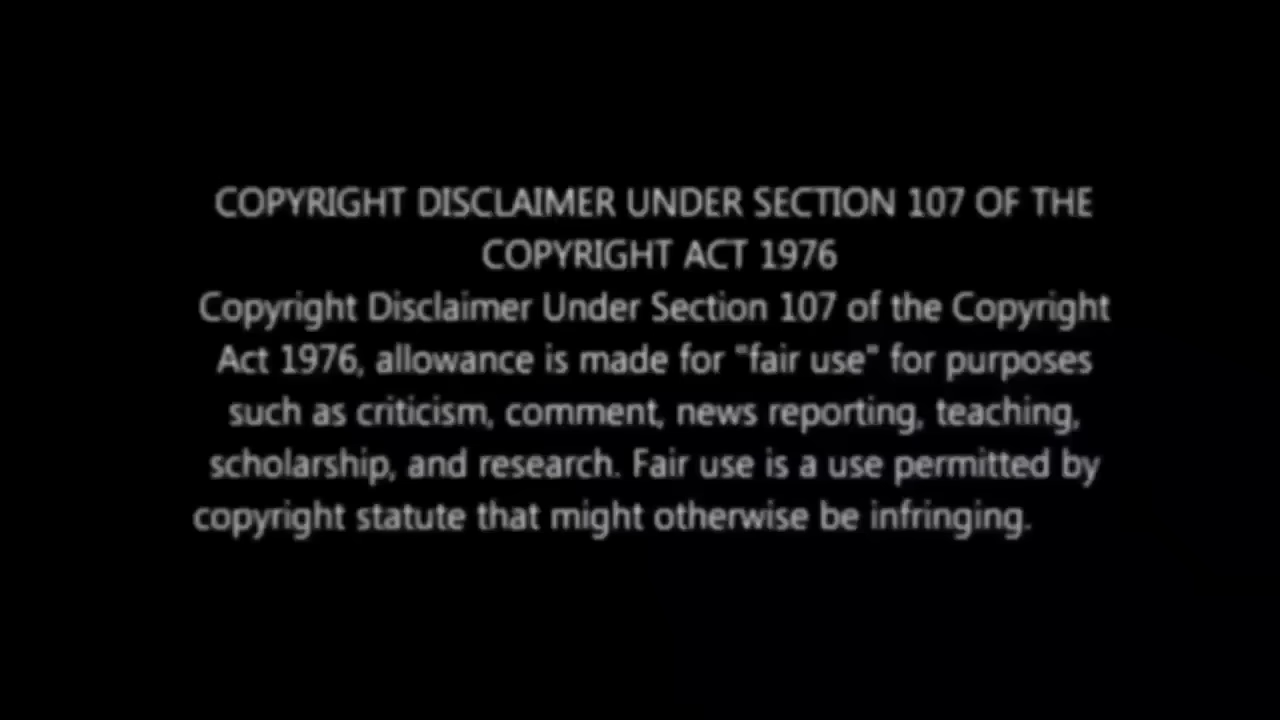 COPYRIGHT DISCLAIMER UNDER SECTION 107 OF THE
COPYRIGHT ACT 1976
Copyright Disclaimer Under Section 107 of the Copyright
Act 1976, allowance is made for "fair use" for purposes
such as criticism, comment, news reporting, teaching,
scholarship, and research. Fair use is a use permitted by
copyright statute that might otherwise be infringing.